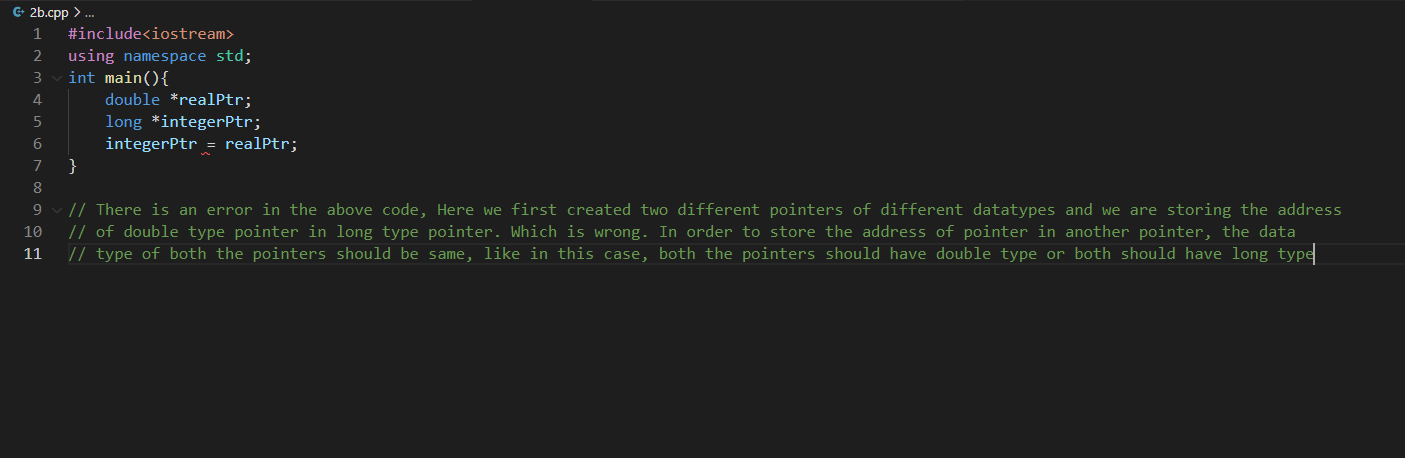 2b.cpp > ...
1 #include<iostream>
2 using namespace std;
3 int main(){
4     double *realPtr;
5     long *integerPtr;
6     integerPtr = realPtr;
7 }
8
9 // There is an error in the above code, Here we first created two different pointers of different datatypes and we are storing the address
10 // of double type pointer in long type pointer. Which is wrong. In order to store the address of pointer in another pointer, the data
11 // type of both the pointers should be same, like in this case, both the pointers should have double type or both should have long type